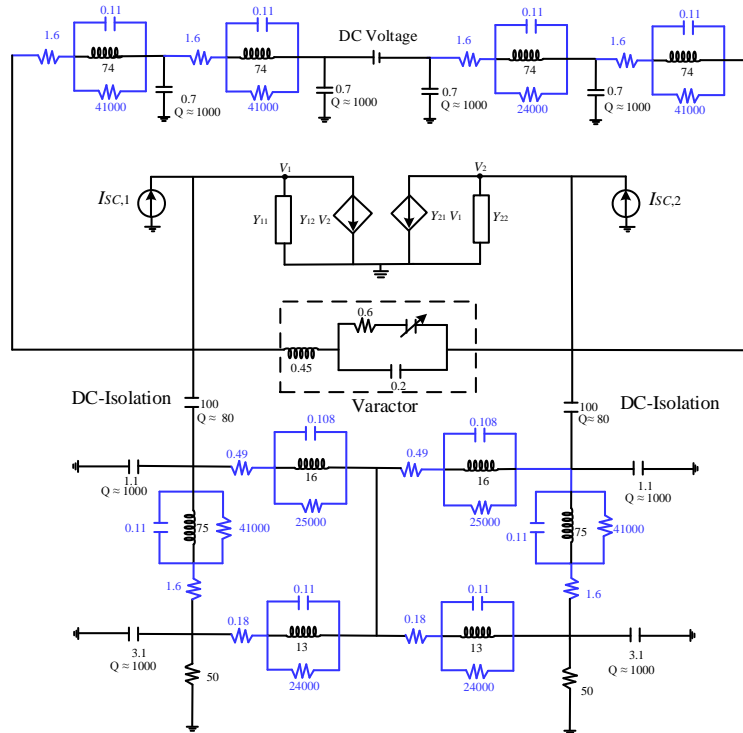 0.11
0.11
0.11
0.11
1.6
1.6
DC Voltage
1.6
1.6
74
74
74
74
41000
0.7
Q ≈ 1000
41000
0.7
Q ≈ 1000
0.7
Q ≈ 1000
24000
0.7
Q ≈ 1000
41000
V1
V2
ISC,1
Y11
Y12 V2
Y21 V1
Y22
ISC,2
0.6
0.45
0.2
Varactor
DC-Isolation
100
Q ≈ 80
100
Q ≈ 80
DC-Isolation
0.108
0.108
0.49
0.49
1.1
Q ≈ 1000
16
16
1.1
Q ≈ 1000
25000
25000
0.11
75
41000
0.11
75
41000
1.6
1.6
0.11
0.11
0.18
0.18
3.1
Q ≈ 1000
13
13
3.1
Q ≈ 1000
50
24000
24000
50